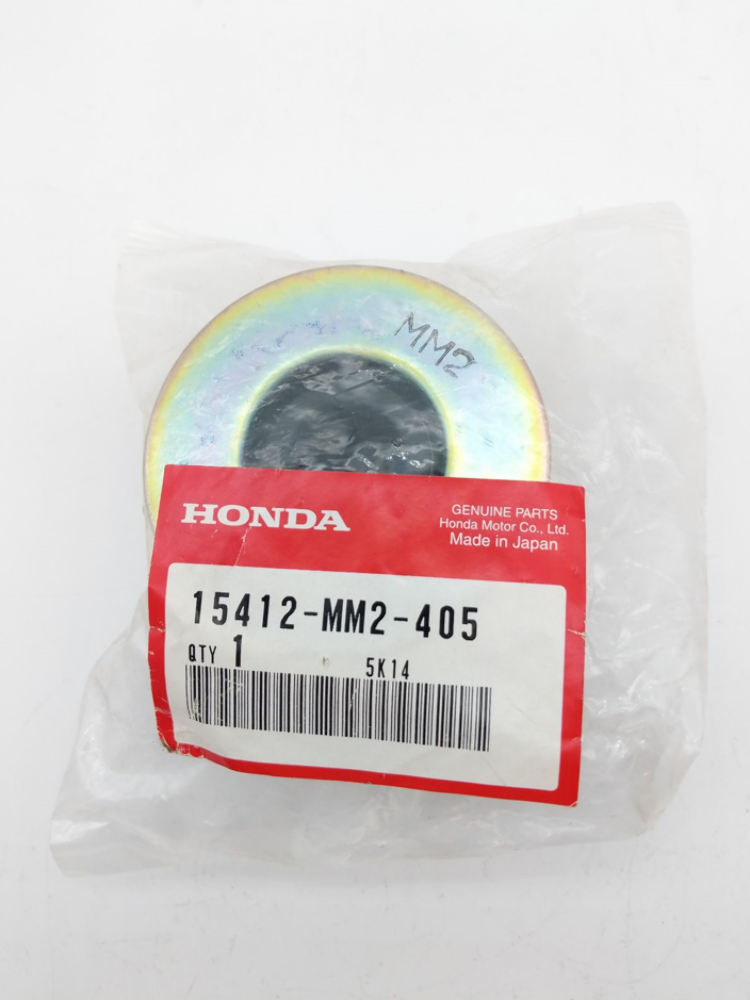 MM2
HONDA
GENUINE PARTS
Honda Motor Co., Ltd.
Made in Japan
15412-MM2-405
QTY 1 5K14